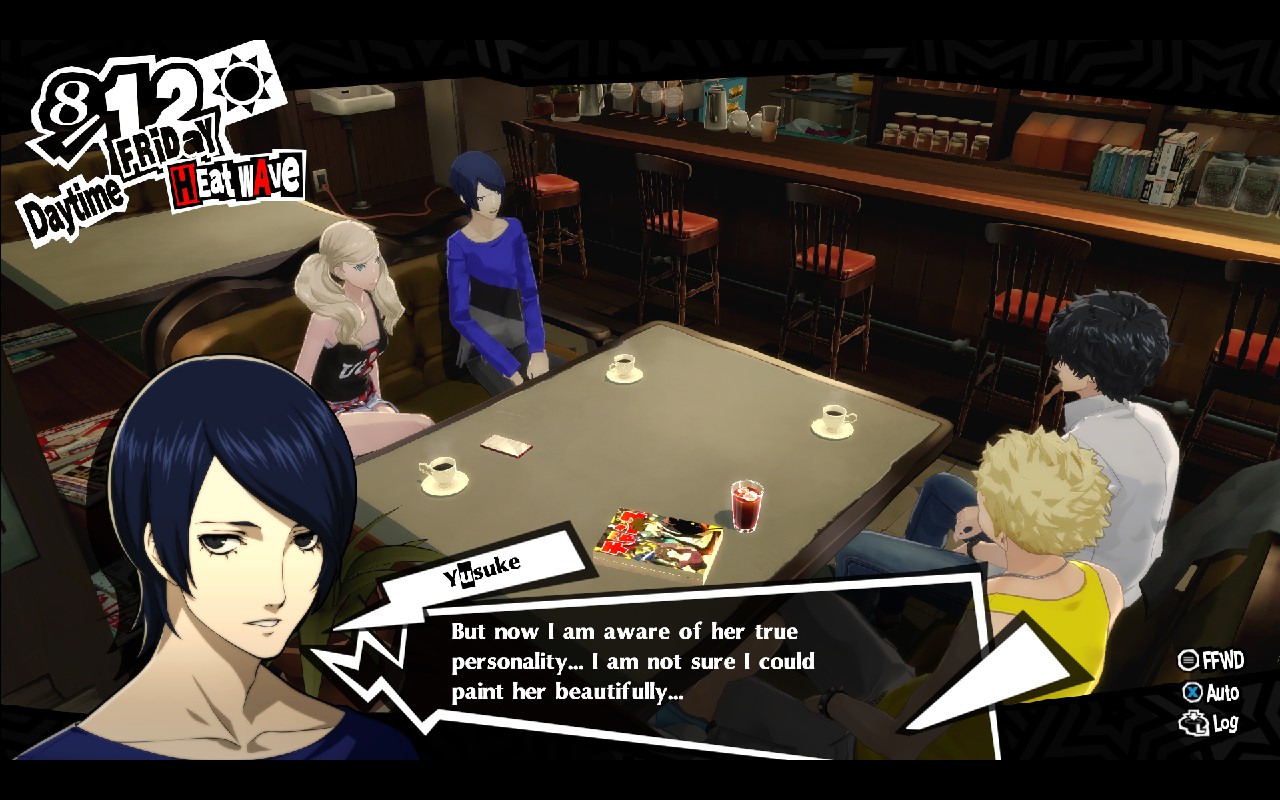 8/12
FRiDaY
Daytime
HEat wAve
Yusuke
But now I am aware of her true
personality... I am not sure I could
paint her beautifully...
FFWD
Auto
Log